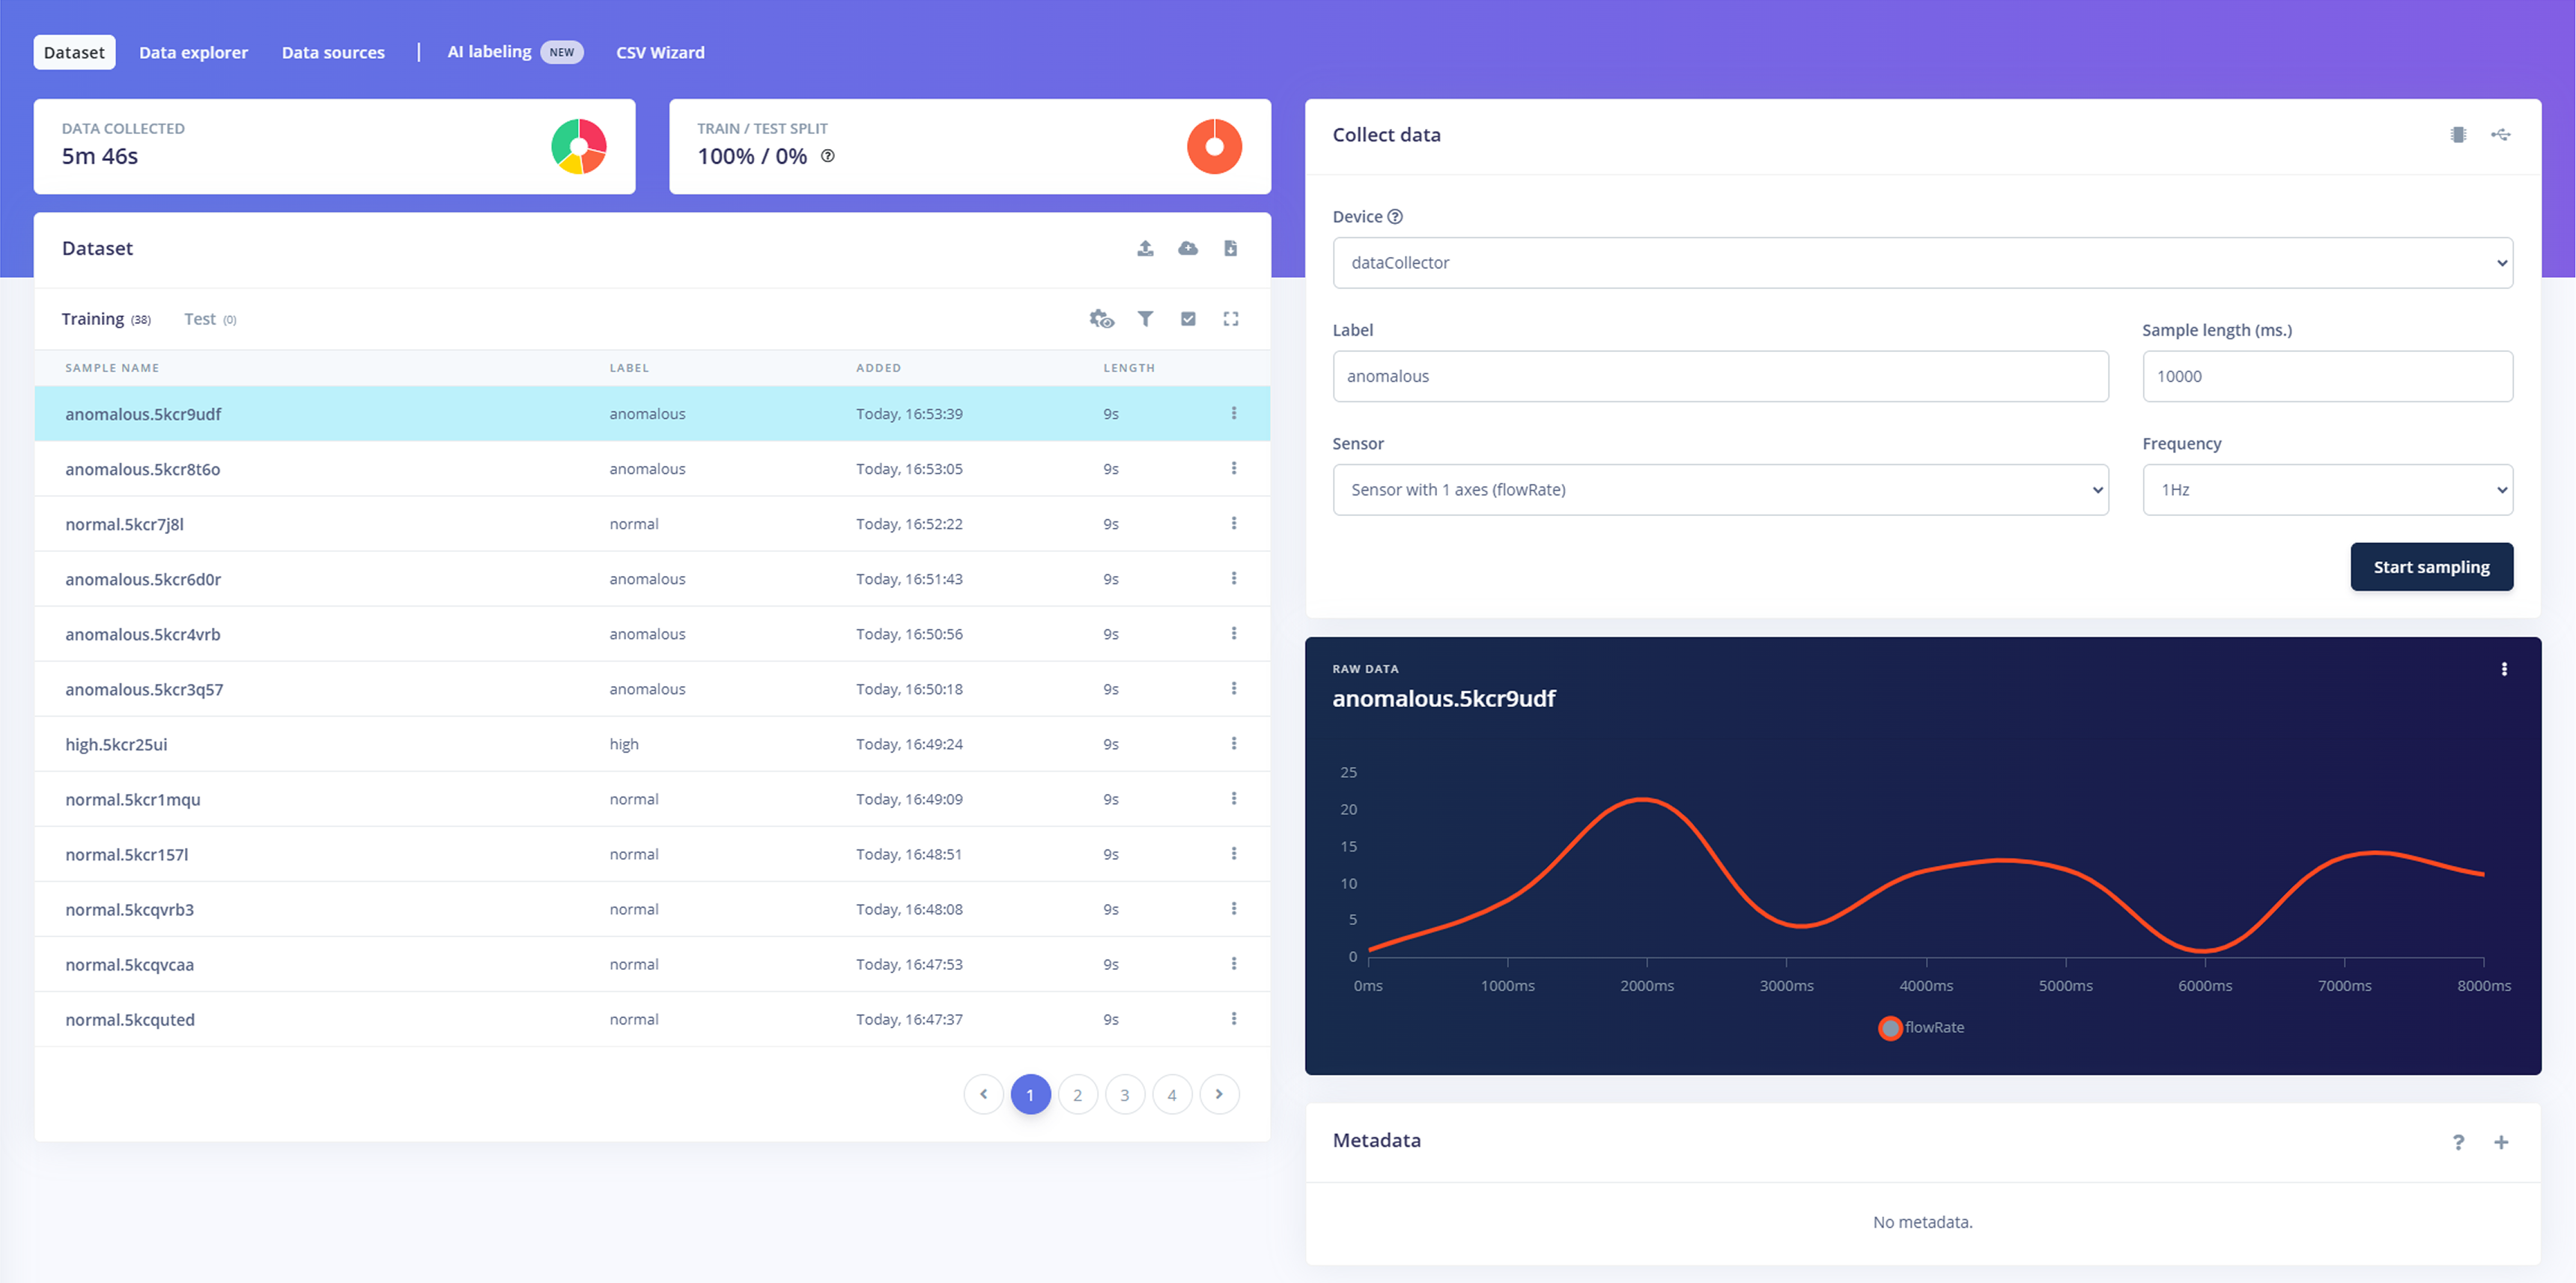 Dataset Data explorer Data sources | AI labeling NEW CSV Wizard
DATA COLLECTED
5m 46s
TRAIN / TEST SPLIT
100% / 0% ?
Dataset
Training (38) Test (0)
SAMPLE NAME LABEL ADDED LENGTH
anomalous.5kcr9udf anomalous Today, 16:53:39 9s
anomalous.5kcr8t6o anomalous Today, 16:53:05 9s
normal.5kcr7j8l normal Today, 16:52:22 9s
anomalous.5kcr6d0r anomalous Today, 16:51:43 9s
anomalous.5kcr4vrb anomalous Today, 16:50:56 9s
anomalous.5kcr3q57 anomalous Today, 16:50:18 9s
high.5kcr25ui high Today, 16:49:24 9s
normal.5kcr1mqu normal Today, 16:49:09 9s
normal.5kcr157l normal Today, 16:48:51 9s
normal.5kcqvrb3 normal Today, 16:48:08 9s
normal.5kcqvcaa normal Today, 16:47:53 9s
normal.5kcquted normal Today, 16:47:37 9s
1 2 3 4
Collect data
Device ?
dataCollector
Label Sample length (ms.)
anomalous 10000
Sensor Frequency
Sensor with 1 axes (flowRate) 1Hz
Start sampling
RAW DATA
anomalous.5kcr9udf
25
20
15
10
5
0
0ms 1000ms 2000ms 3000ms 4000ms 5000ms 6000ms 7000ms 8000ms
flowRate
Metadata ? +
No metadata.